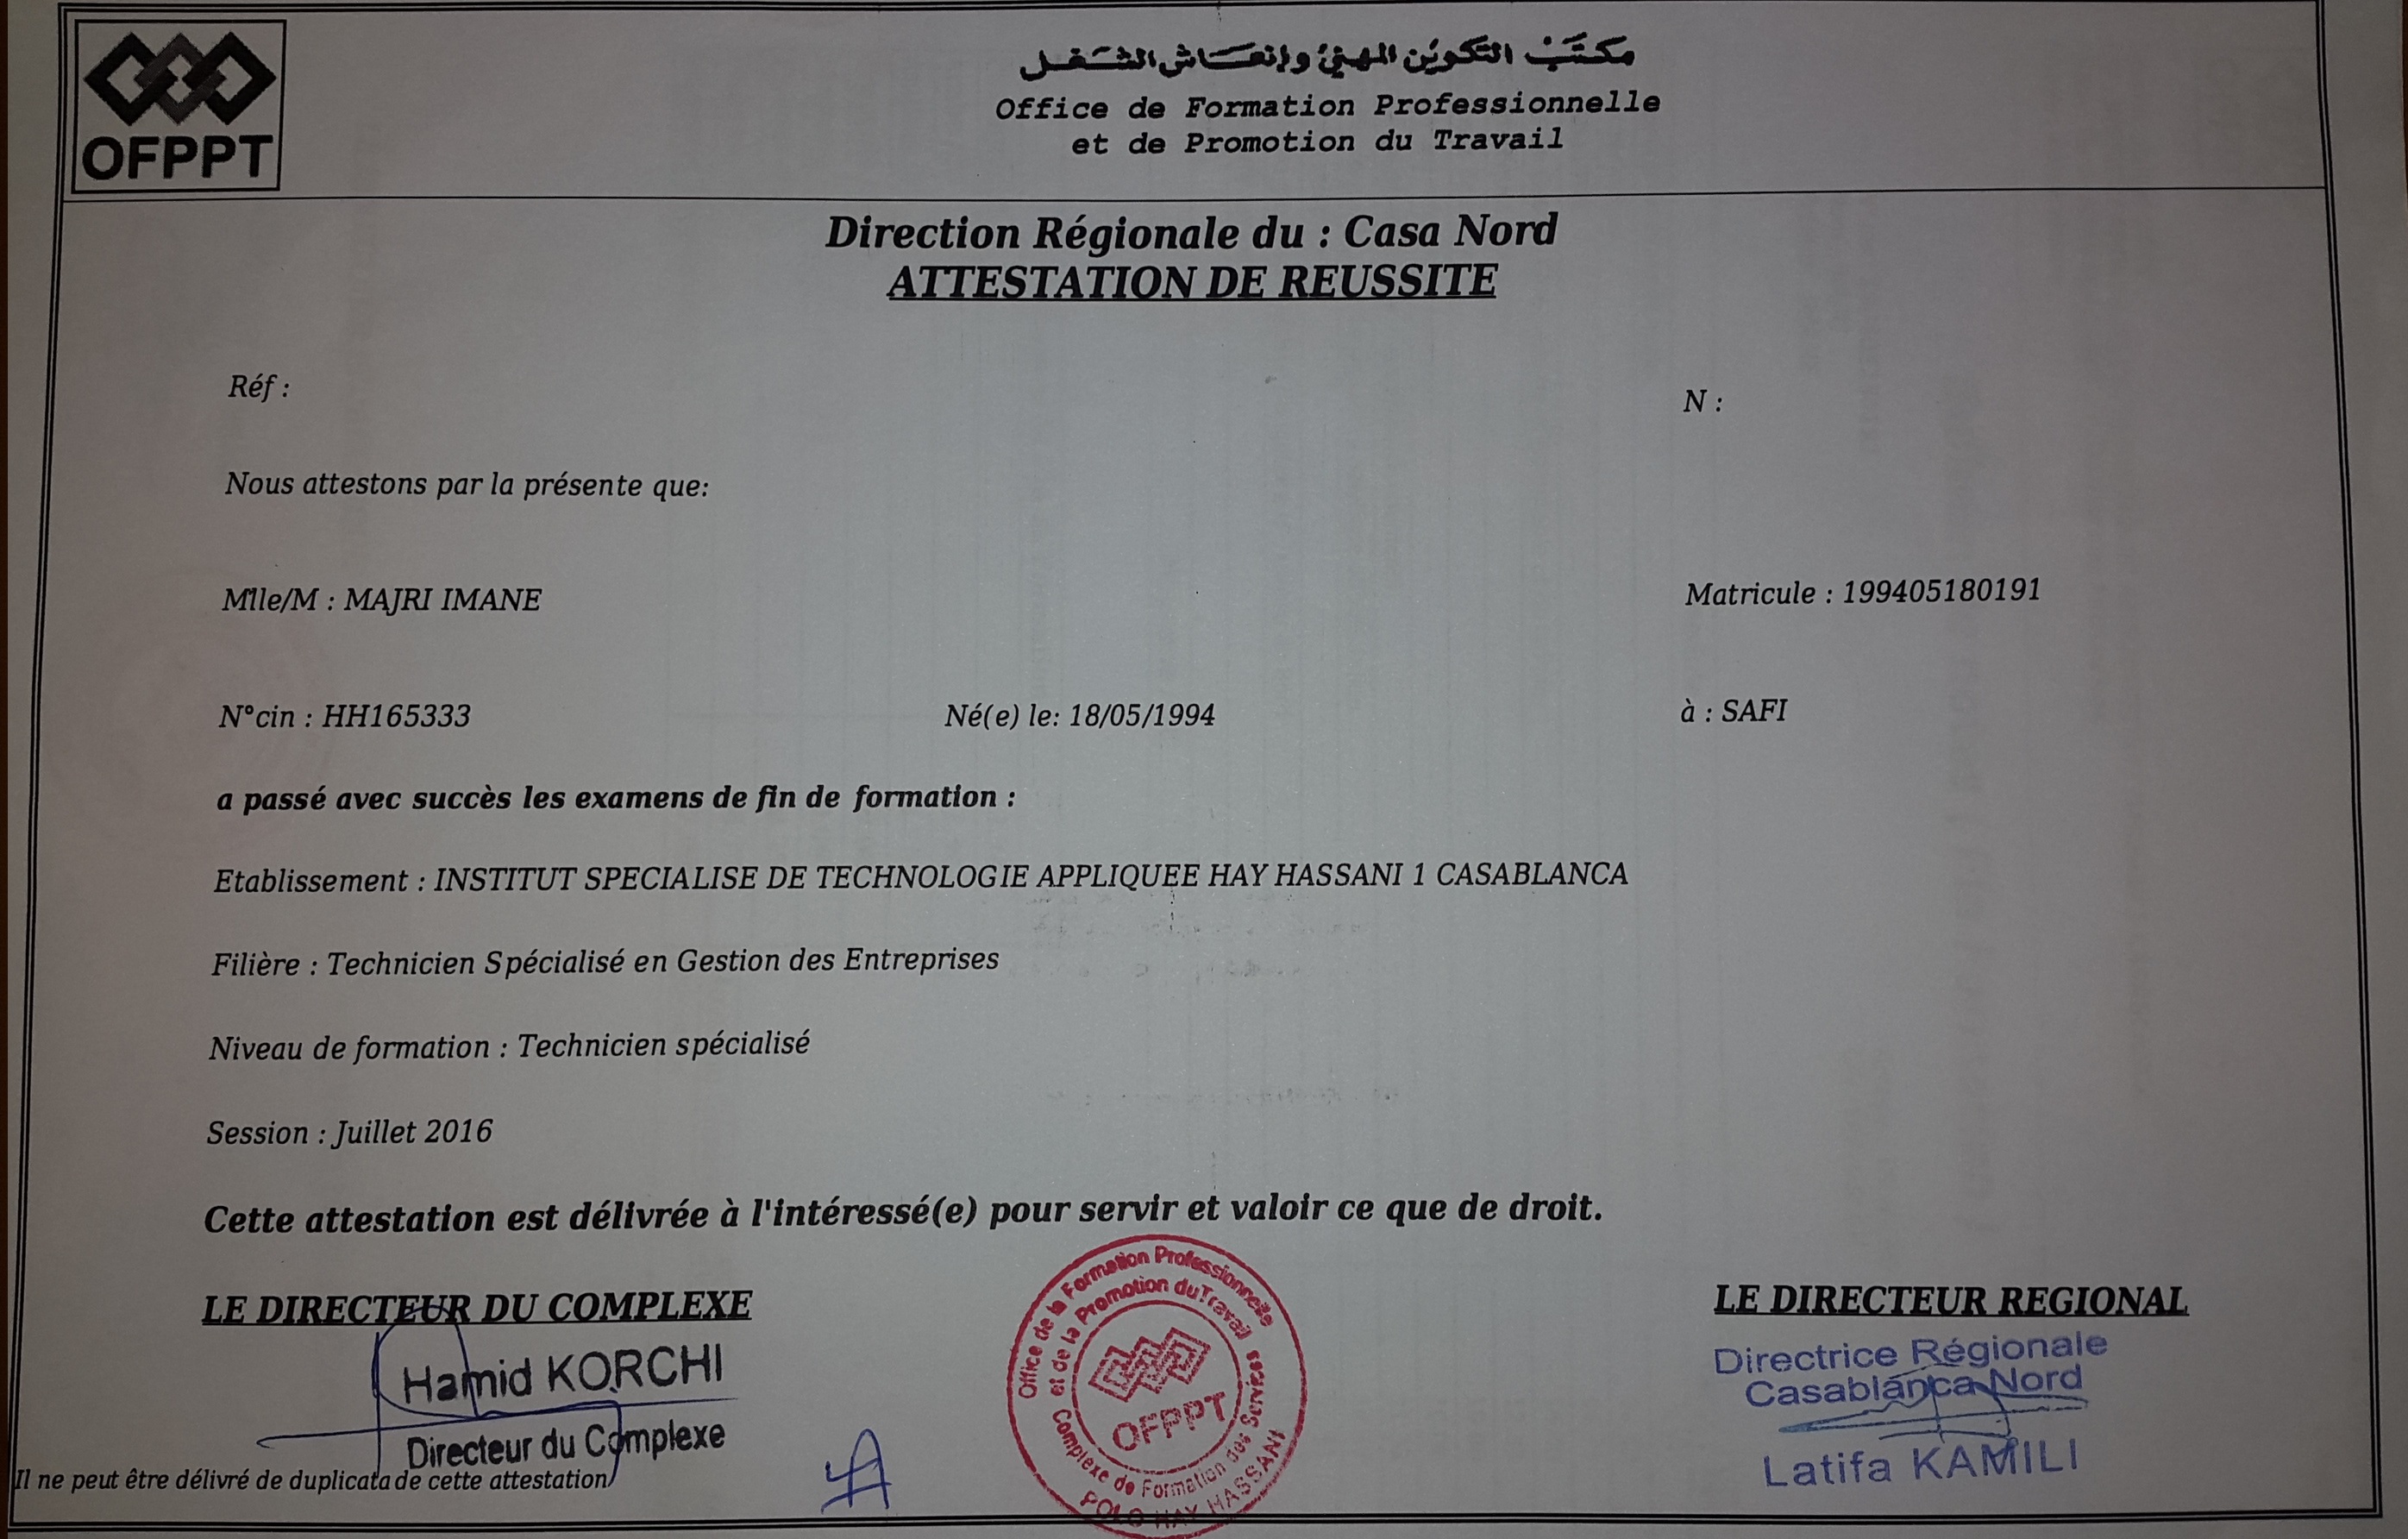 OFPPT
مكتب التكوين المهني وإنعاش الشغل
Office de Formation Professionnelle
et de Promotion du Travail
Direction Régionale du : Casa Nord
ATTESTATION DE REUSSITE
Réf :
N :
Nous attestons par la présente que:
Mlle/M : MAJRI IMANE
Matricule : 199405180191
N°cin : HH165333
Né(e) le: 18/05/1994
à : SAFI
a passé avec succès les examens de fin de formation :
Etablissement : INSTITUT SPECIALISE DE TECHNOLOGIE APPLIQUEE HAY HASSANI 1 CASABLANCA
Filière : Technicien Spécialisé en Gestion des Entreprises
Niveau de formation : Technicien spécialisé
Session : Juillet 2016
Cette attestation est délivrée à l'intéressé(e) pour servir et valoir ce que de droit.
LE DIRECTEUR DU COMPLEXE
Hamid KORCHI
Directeur du Complexe
Il ne peut être délivré de duplicata de cette attestation
Office de la Formation Professionnelle
et de la Promotion du Travail
OFPPT
Complexe de Formation des Services
POLO HAY HASSANI
LE DIRECTEUR REGIONAL
Directrice Régionale
Casablanca Nord
Latifa KAMILI